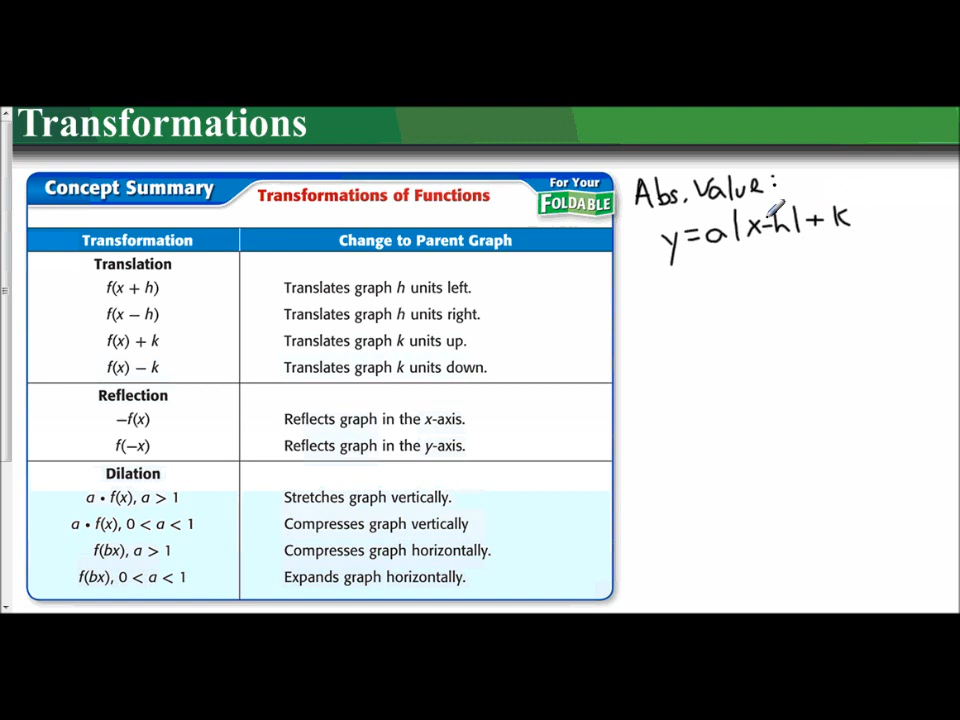 Transformations
Concept Summary
Transformations of Functions
For Your
FOLDABLE
Transformation Change to Parent Graph
Translation
f(x + h) Translates graph h units left.
f(x − h) Translates graph h units right.
f(x) + k Translates graph k units up.
f(x) − k Translates graph k units down.
Reflection
−f(x) Reflects graph in the x-axis.
f(−x) Reflects graph in the y-axis.
Dilation
a • f(x), a > 1 Stretches graph vertically.
a • f(x), 0 < a < 1 Compresses graph vertically
f(bx), a > 1 Compresses graph horizontally.
f(bx), 0 < a < 1 Expands graph horizontally.
Abs. Value:
y = a|x-h| + k